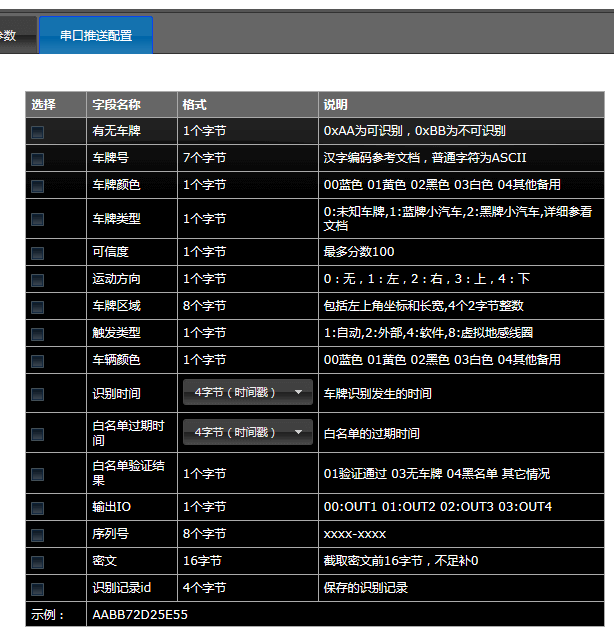 参数 串口推送配置
选择 字段名称 格式 说明
有无车牌 1个字节 0xAA为可识别，0xBB为不可识别
车牌号 7个字节 汉字编码参考文档，普通字符为ASCII
车牌颜色 1个字节 00蓝色 01黄色 02黑色 03白色 04其他备用
车牌类型 1个字节 0:未知车牌,1:蓝牌小汽车,2:黑牌小汽车,详细参看
文档
可信度 1个字节 最多分数100
运动方向 1个字节 0：无，1：左，2：右，3：上，4：下
车牌区域 8个字节 包括左上角坐标和长宽,4个2字节整数
触发类型 1个字节 1:自动,2:外部,4:软件,8:虚拟地感线圈
车辆颜色 1个字节 00蓝色 01黄色 02黑色 03白色 04其他备用
识别时间 4字节（时间戳） 车牌识别发生的时间
白名单过期时
间 4字节（时间戳） 白名单的过期时间
白名单验证结
果 1个字节 01验证通过 03无车牌 04黑名单 其它情况
输出IO 1个字节 00:OUT1 01:OUT2 02:OUT3 03:OUT4
序列号 8个字节 xxxx-xxxx
密文 16字节 截取密文前16字节，不足补0
识别记录id 4个字节 保存的识别记录
示例： AABB72D25E55